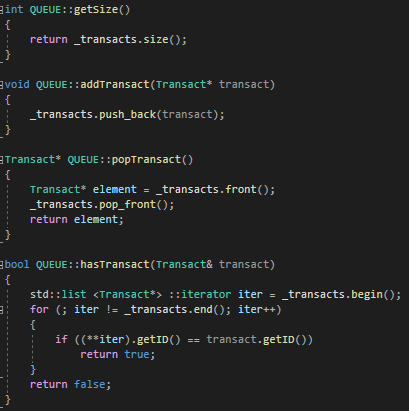 int QUEUE::getSize()
{
    return _transacts.size();
}

void QUEUE::addTransact(Transact* transact)
{
    _transacts.push_back(transact);
}

Transact* QUEUE::popTransact()
{
    Transact* element = _transacts.front();
    _transacts.pop_front();
    return element;
}

bool QUEUE::hasTransact(Transact& transact)
{
    std::list <Transact*> ::iterator iter = _transacts.begin();
    for (; iter != _transacts.end(); iter++)
    {
        if ((**iter).getID() == transact.getID())
            return true;
    }
    return false;
}